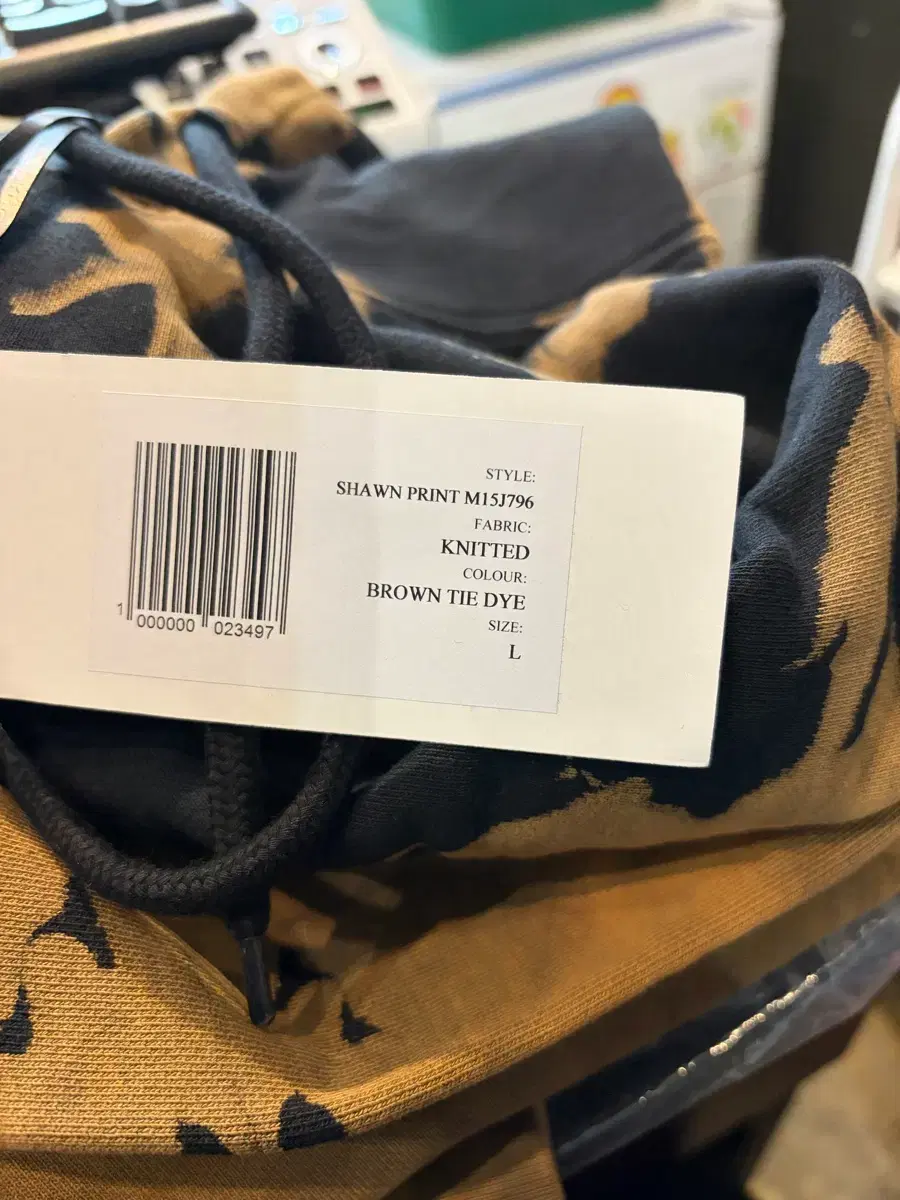 STYLE:
SHAWN PRINT M15J796
FABRIC:
KNITTED
COLOUR:
BROWN TIE DYE
SIZE:
L
1 000000 023497